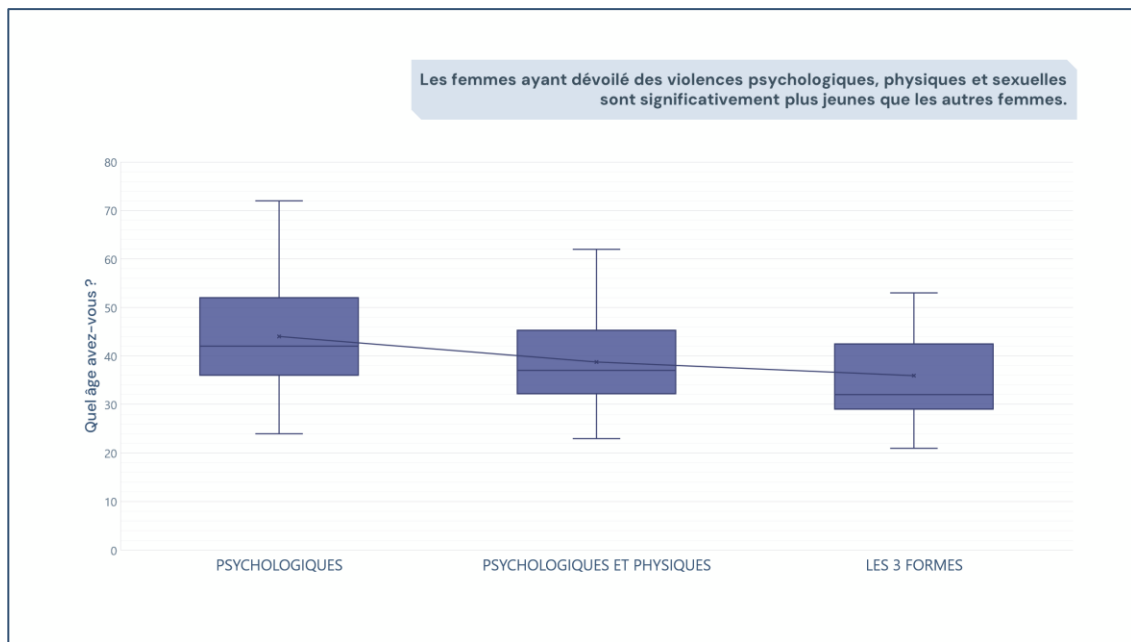 Les femmes ayant dévoilé des violences psychologiques, physiques et sexuelles
sont significativement plus jeunes que les autres femmes.
Quel âge avez-vous ?
80
70
60
50
40
30
20
10
0
PSYCHOLOGIQUES
PSYCHOLOGIQUES ET PHYSIQUES
LES 3 FORMES